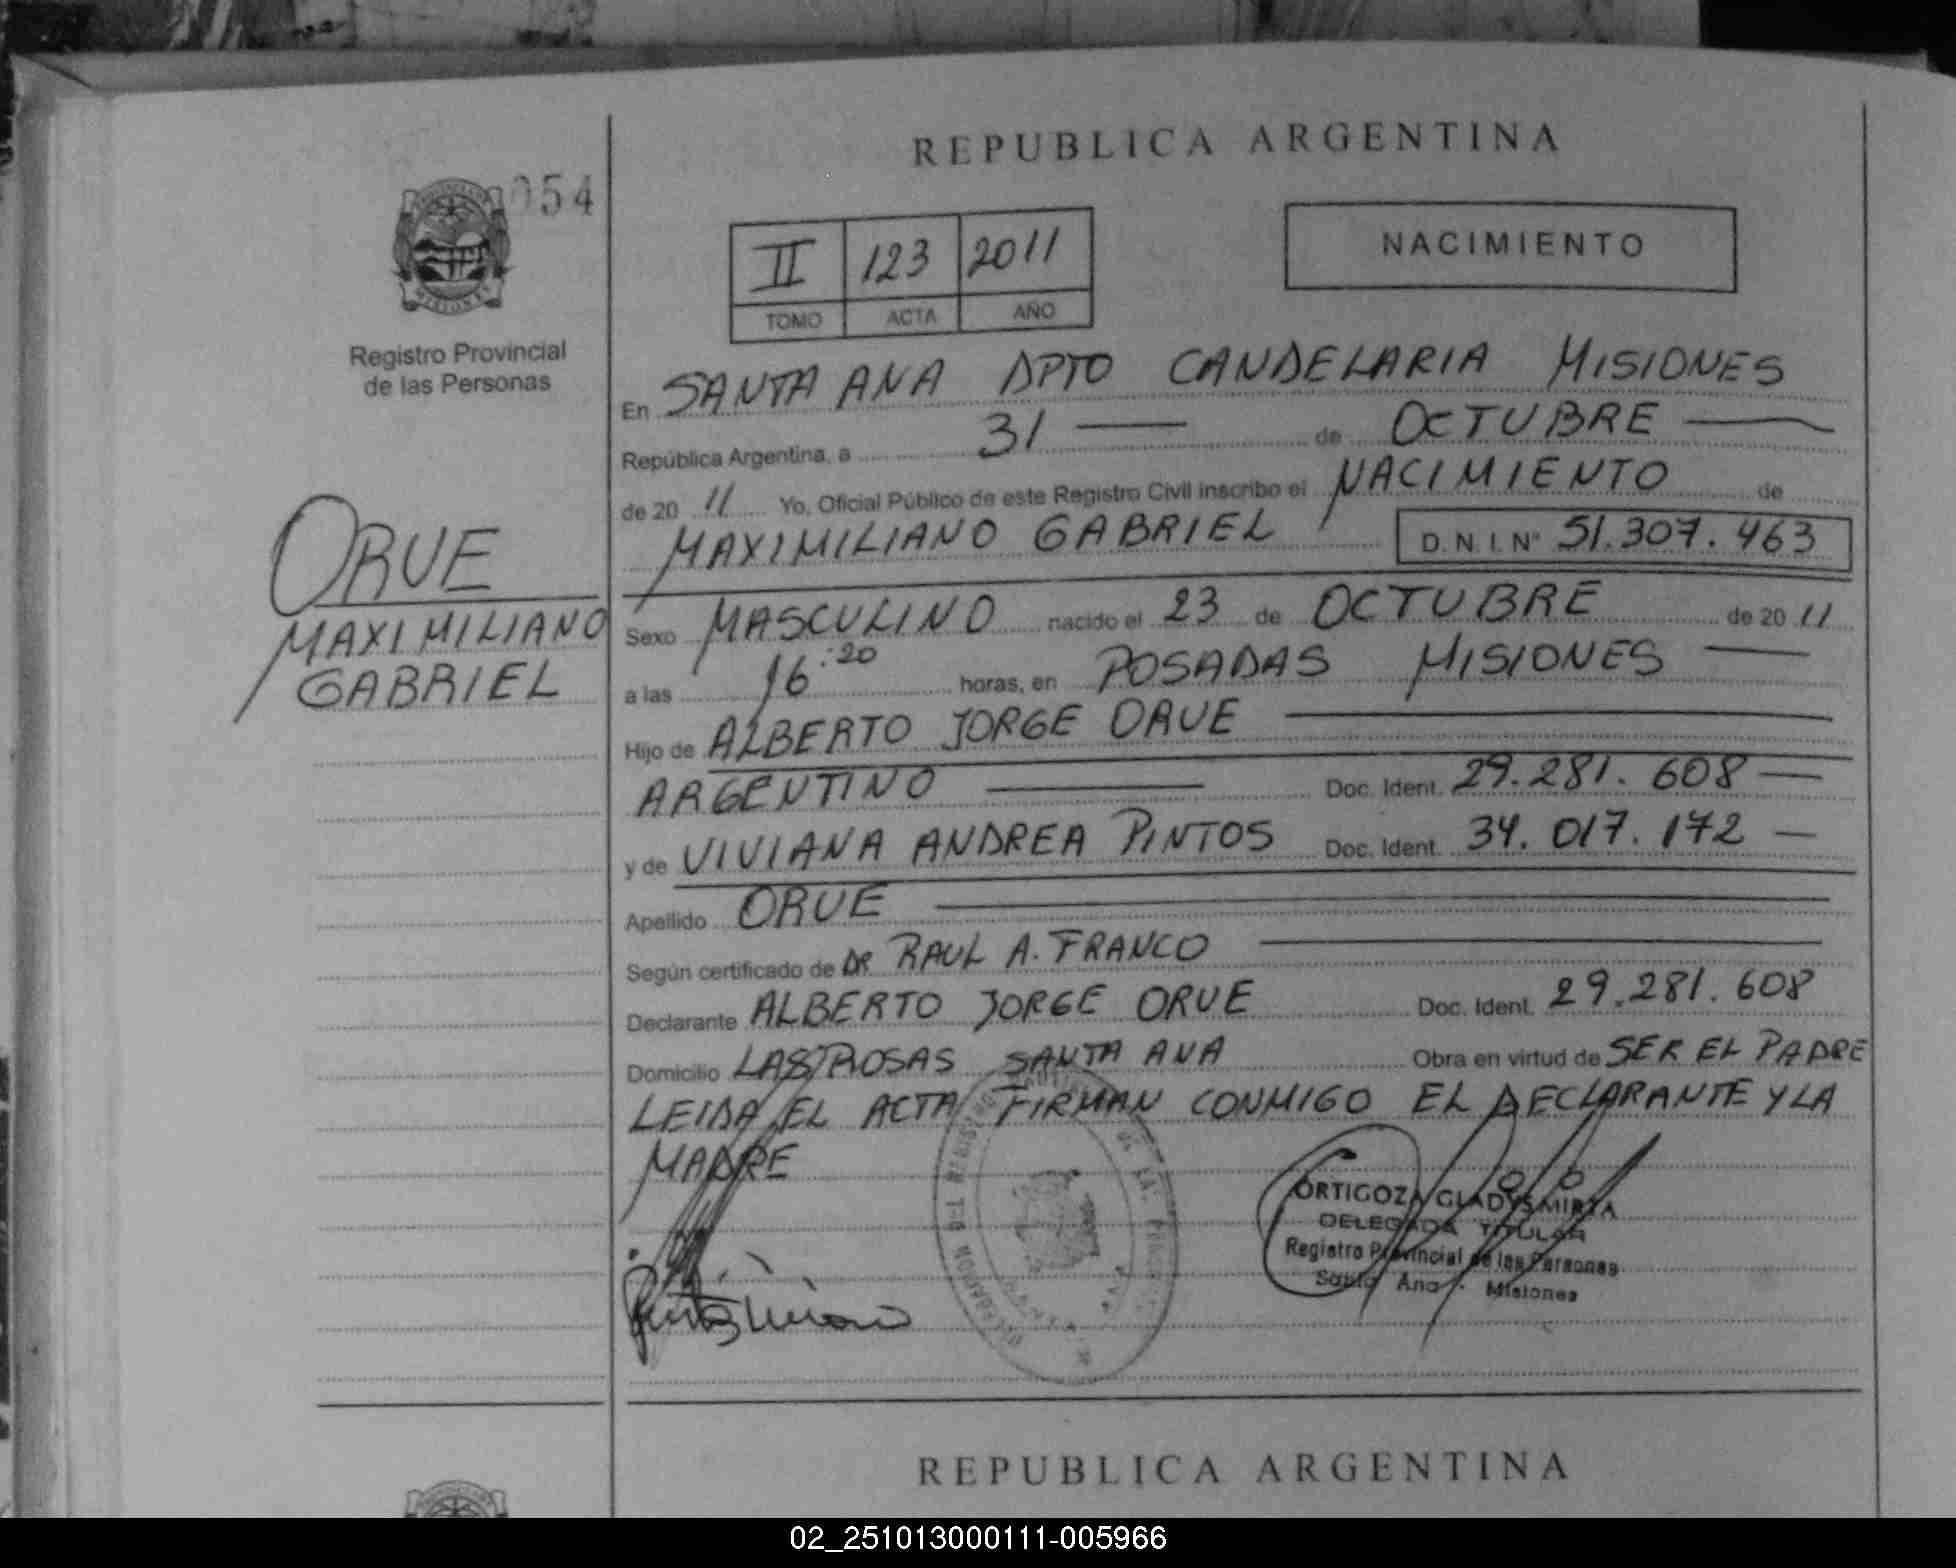 054
REPUBLICA ARGENTINA
II 123 2011
TOMO ACTA AÑO
NACIMIENTO
MISIONES
Registro Provincial
de las Personas
ORUE
MAXIMILIANO
GABRIEL
En SANTA ANA DPTO CANDELARIA MISIONES
República Argentina, a 31 de OCTUBRE
de 20 11 Yo, Oficial Público de este Registro Civil inscribo el NACIMIENTO de
MAXIMILIANO GABRIEL D.N.I. Nº 51.307.463
Sexo MASCULINO nacido el 23 de OCTUBRE de 20 11
a las 16:20 horas, en POSADAS MISIONES
Hijo de ALBERTO JORGE ORUE
ARGENTINO Doc. Ident. 29.281.608
y de VIVIANA ANDREA PINTOS Doc. Ident. 34.017.172
Apellido ORUE
Según certificado de DR RAUL A. FRANCO
Declarante ALBERTO JORGE ORUE Doc. Ident. 29.281.608
Domicilio LAS ROSAS SANTA ANA Obra en virtud de SER EL PADRE
LEIDA EL ACTA FIRMAN CONMIGO EL DECLARANTE Y LA
MADRE
ORTIGOZA GLADYS MIRTA
DELEGADA TITULAR
Registro Provincial de las Personas
Santa Ana - Misiones
REPUBLICA ARGENTINA
02_251013000111-005966